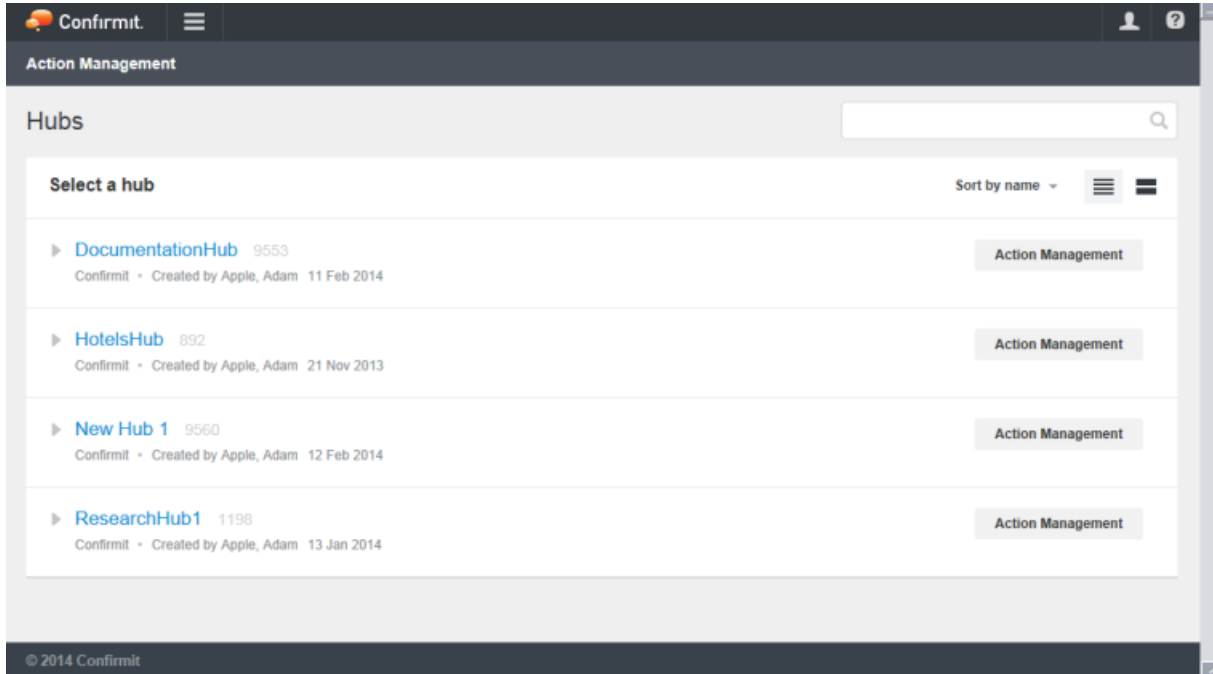 Confirmit.
Action Management
Hubs
Select a hub
Sort by name
DocumentationHub 9553
Action Management
Confirmit • Created by Apple, Adam 11 Feb 2014
HotelsHub 892
Action Management
Confirmit • Created by Apple, Adam 21 Nov 2013
New Hub 1 9560
Action Management
Confirmit • Created by Apple, Adam 12 Feb 2014
ResearchHub1 1198
Action Management
Confirmit • Created by Apple, Adam 13 Jan 2014
© 2014 Confirmit